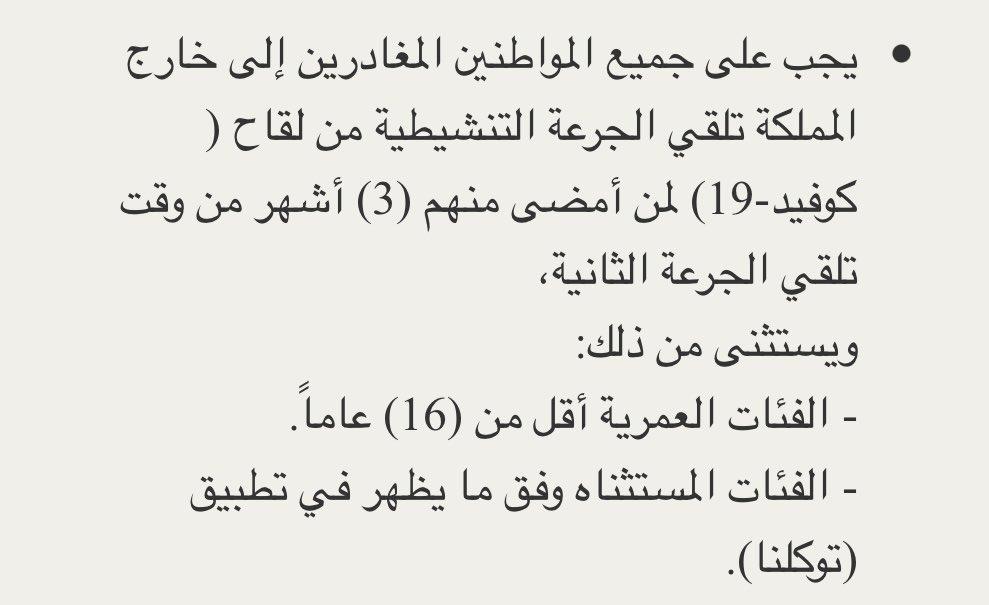 • يجب على جميع المواطنين المغادرين إلى خارج
المملكة تلقي الجرعة التنشيطية من لقاح (
كوفيد-19) لمن أمضى منهم (3) أشهر من وقت
تلقي الجرعة الثانية،
ويستثنى من ذلك:
- الفئات العمرية أقل من (16) عاماً.
- الفئات المستثناه وفق ما يظهر في تطبيق
(توكلنا).